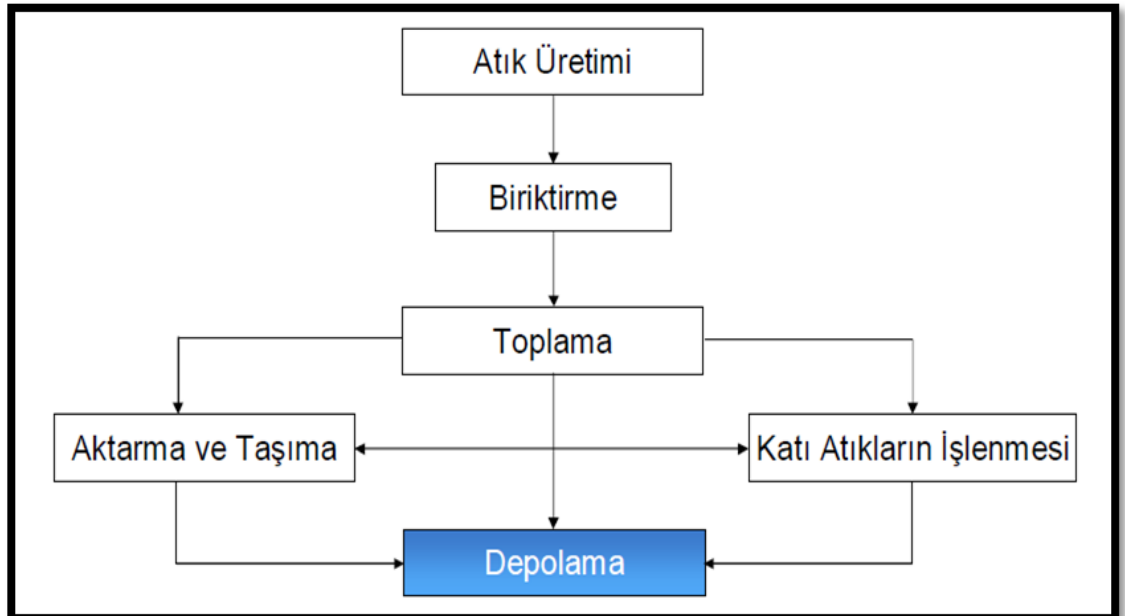 Atık Üretimi
Biriktirme
Toplama
Aktarma ve Taşıma
Katı Atıkların İşlenmesi
Depolama